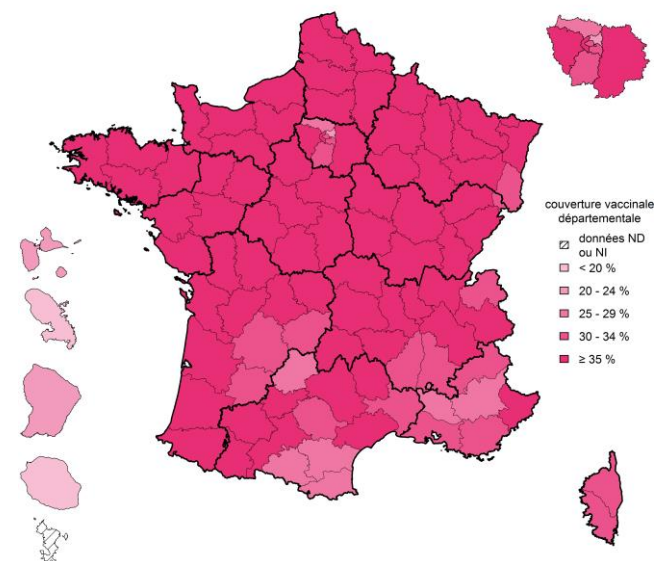 couverture vaccinale
départementale
données ND
ou NI
< 20 %
20 - 24 %
25 - 29 %
30 - 34 %
≥ 35 %